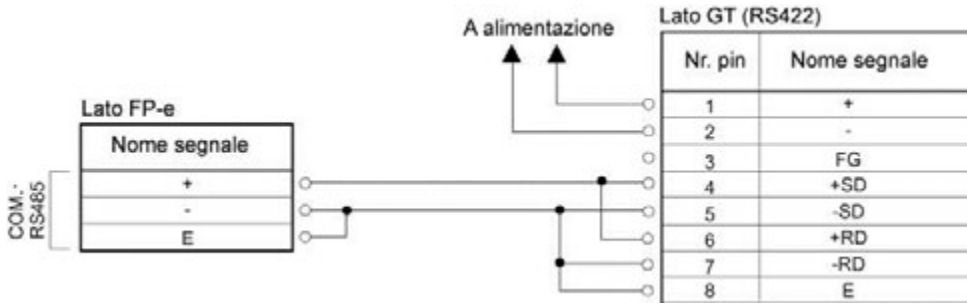 Lato GT (RS422)
A alimentazione
Nr. pin Nome segnale
1 +
2 -
3 FG
4 +SD
5 -SD
6 +RD
7 -RD
8 E
Lato FP-e
Nome segnale
COM.-
RS485
+
-
E